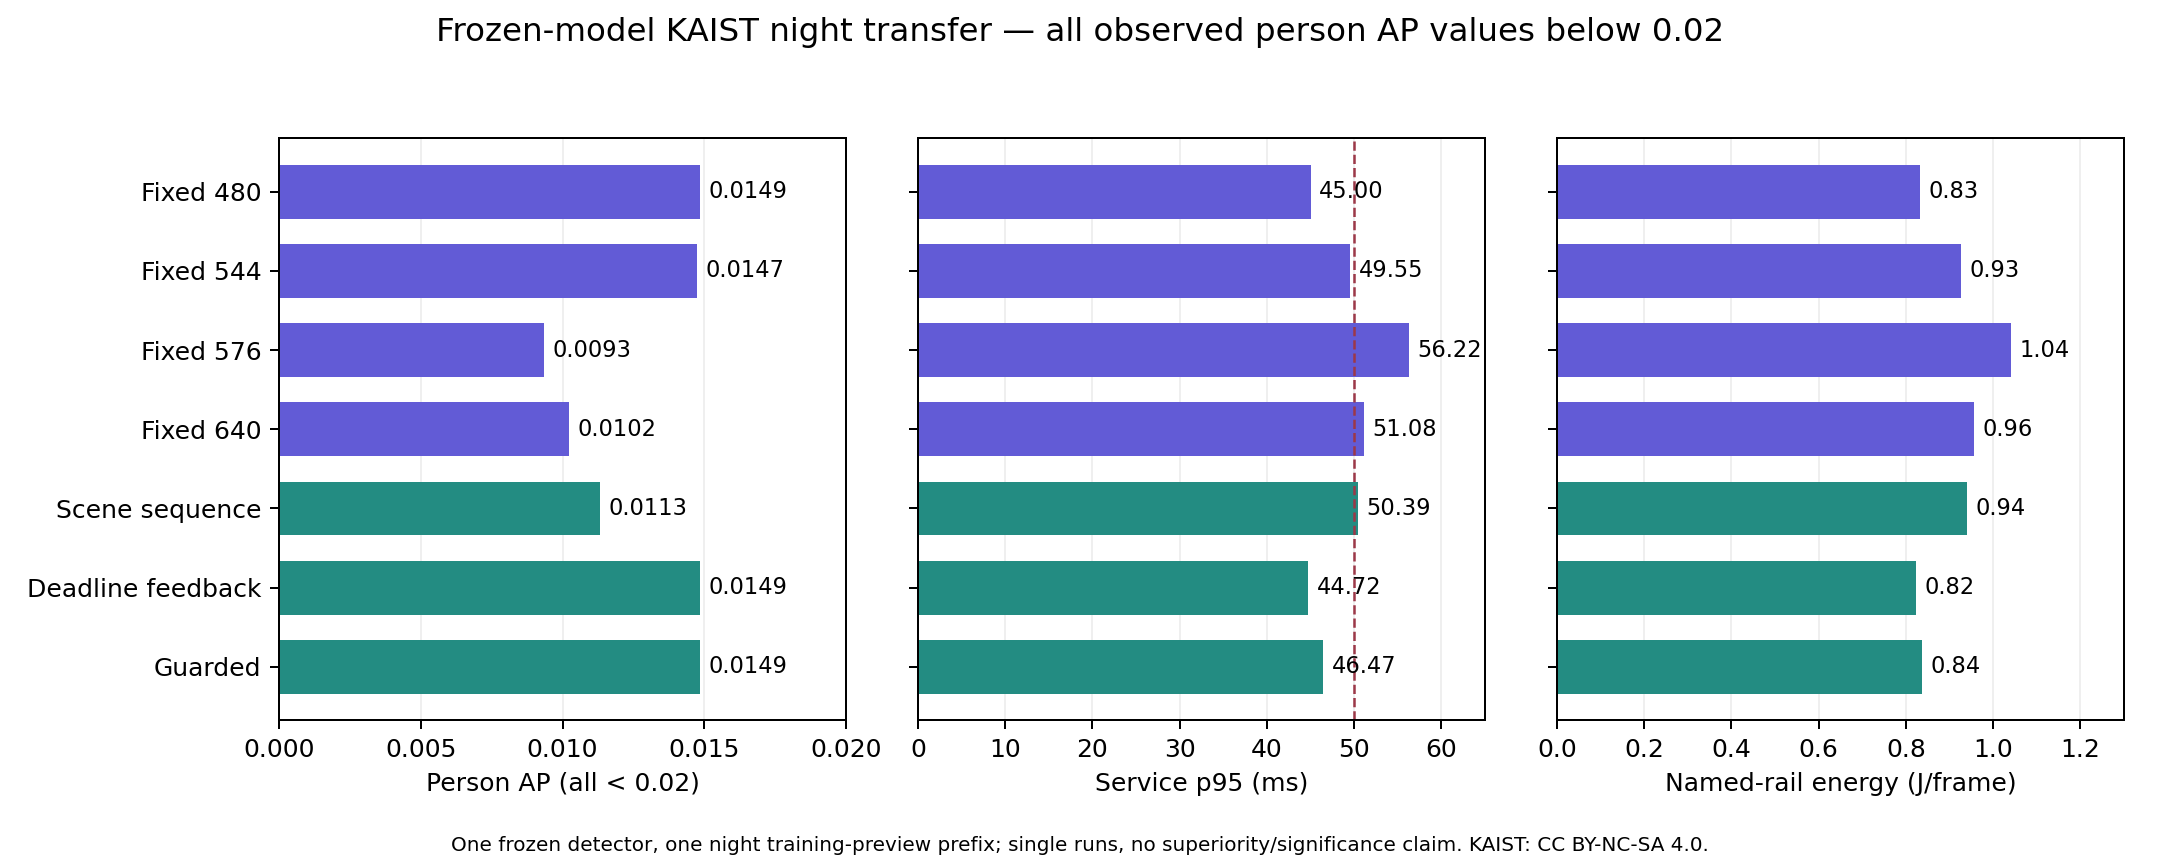 Frozen-model KAIST night transfer — all observed person AP values below 0.02
Fixed 480
Fixed 544
Fixed 576
Fixed 640
Scene sequence
Deadline feedback
Guarded
0.0149
0.0147
0.0093
0.0102
0.0113
0.0149
0.0149
0.000 0.005 0.010 0.015 0.020
Person AP (all < 0.02)
45.00
49.55
56.22
51.08
50.39
44.72
46.47
0 10 20 30 40 50 60
Service p95 (ms)
0.83
0.93
1.04
0.96
0.94
0.82
0.84
0.0 0.2 0.4 0.6 0.8 1.0 1.2
Named-rail energy (J/frame)
One frozen detector, one night training-preview prefix; single runs, no superiority/significance claim. KAIST: CC BY-NC-SA 4.0.